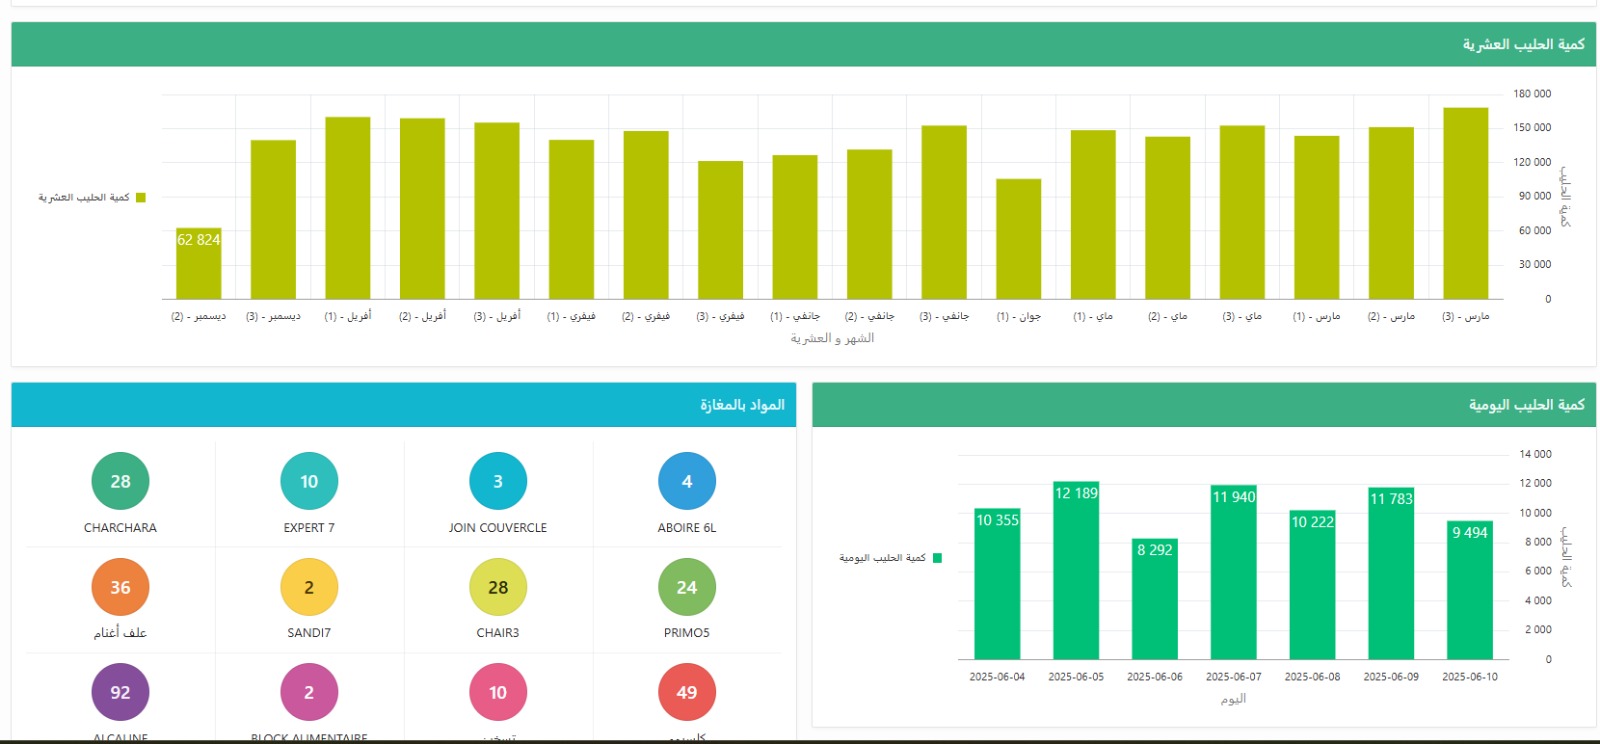 كمية الحليب العشرية
180 000
150 000
120 000
90 000
60 000
30 000
0
كمية الحليب
كمية الحليب العشرية
62 824
ديسمبر - (2)
ديسمبر - (3)
أفريل - (1)
أفريل - (2)
أفريل - (3)
فيفري - (1)
فيفري - (2)
فيفري - (3)
جانفي - (1)
جانفي - (2)
جانفي - (3)
جوان - (1)
ماي - (1)
ماي - (2)
ماي - (3)
مارس - (1)
مارس - (2)
مارس - (3)
الشهر و العشرية
كمية الحليب اليومية
14 000
12 000
10 000
8 000
6 000
4 000
2 000
0
كمية الحليب
كمية الحليب اليومية
10 355
12 189
8 292
11 940
10 222
11 783
9 494
2025-06-04
2025-06-05
2025-06-06
2025-06-07
2025-06-08
2025-06-09
2025-06-10
اليوم
المواد بالمغازة
4
ABOIRE 6L
3
JOIN COUVERCLE
10
EXPERT 7
28
CHARCHARA
24
PRIMO5
28
CHAIR3
2
SANDI7
36
علف أغنام
49
10
2
BLOCK ALIMENTAIRE
92
ALCALINE